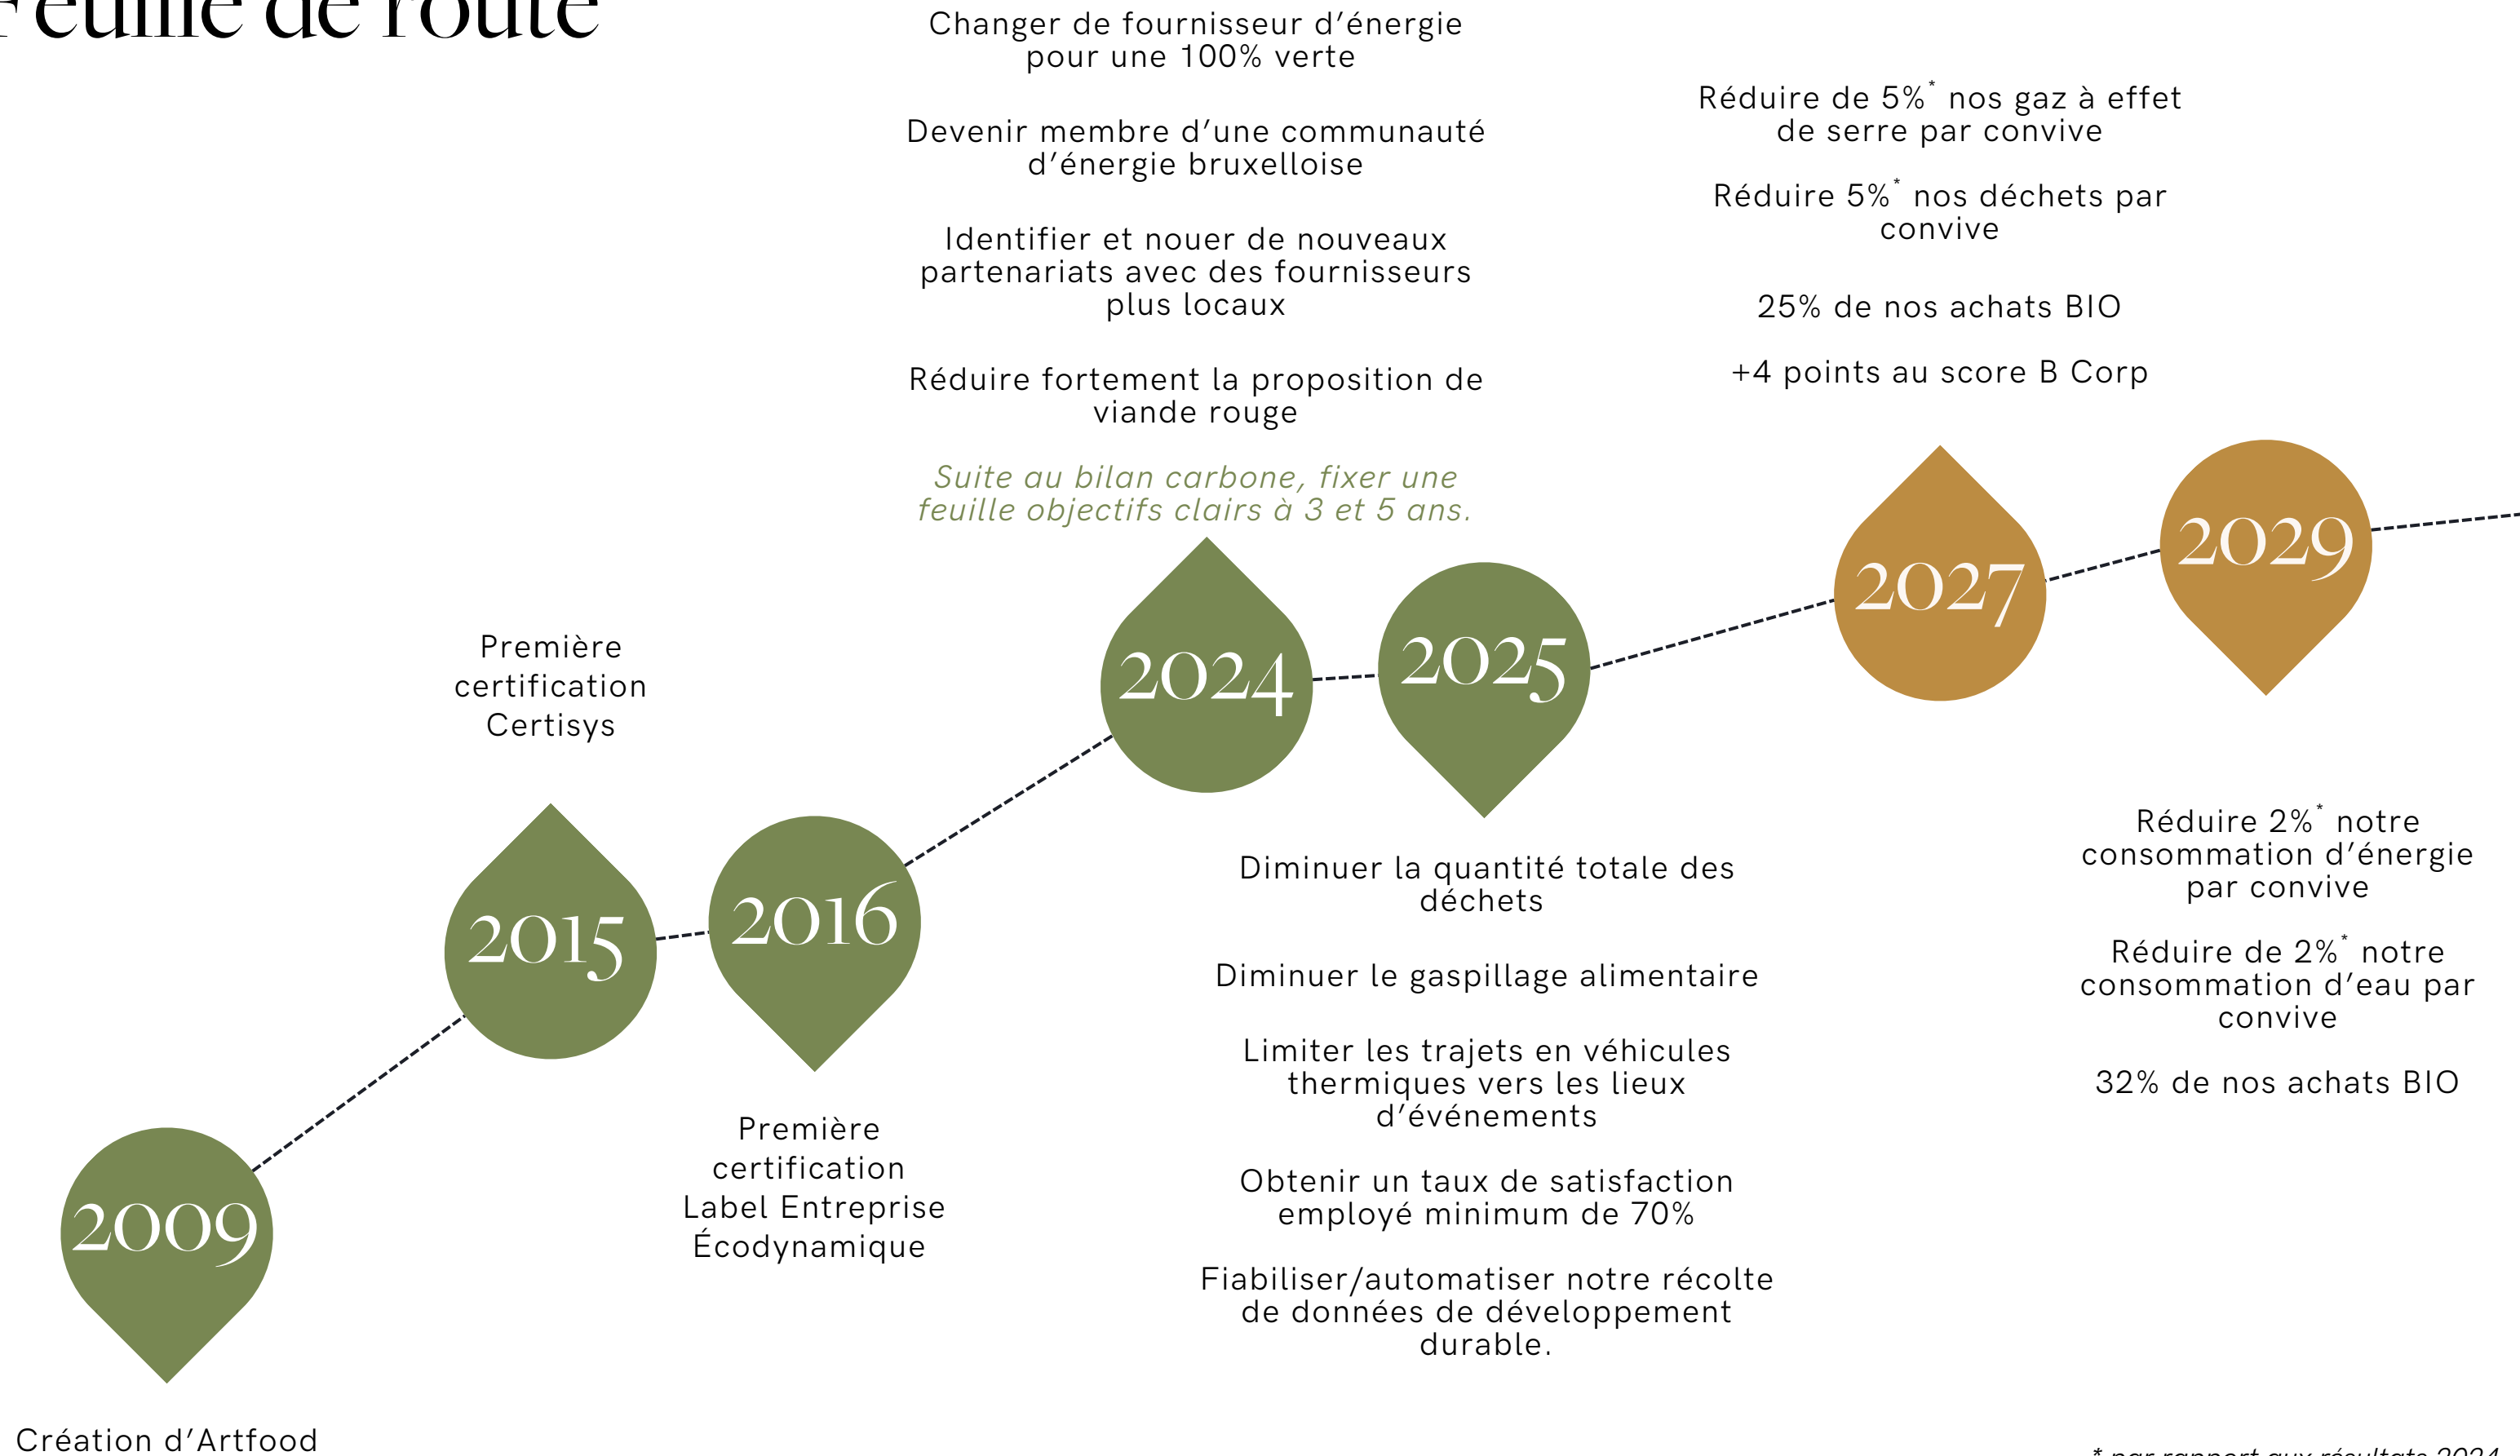 Feuille de route
Changer de fournisseur d’énergie
pour une 100% verte
Devenir membre d’une communauté
d’énergie bruxelloise
Identifier et nouer de nouveaux
partenariats avec des fournisseurs
plus locaux
Réduire fortement la proposition de
viande rouge
Suite au bilan carbone, fixer une
feuille objectifs clairs à 3 et 5 ans.
Réduire de 5%* nos gaz à effet
de serre par convive
Réduire 5%* nos déchets par
convive
25% de nos achats BIO
+4 points au score B Corp
2029
2027
2025
2024
Première
certification
Certisys
2015
2016
Première
certification
Label Entreprise
Écodynamique
Diminuer la quantité totale des
déchets
Diminuer le gaspillage alimentaire
Limiter les trajets en véhicules
thermiques vers les lieux
d’événements
Obtenir un taux de satisfaction
employé minimum de 70%
Fiabiliser/automatiser notre récolte
de données de développement
durable.
Réduire 2%* notre
consommation d’énergie
par convive
Réduire de 2%* notre
consommation d’eau par
convive
32% de nos achats BIO
2009
Création d’Artfood
* par rapport aux résultats 2024